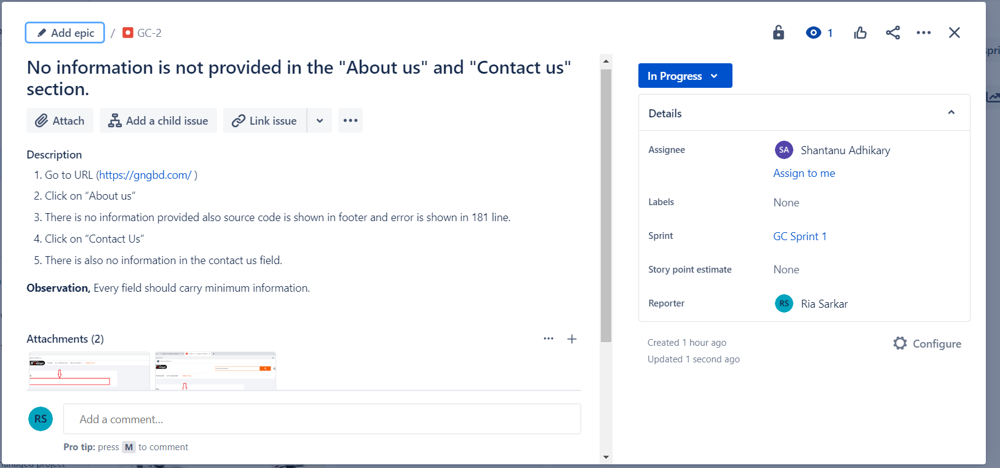 Add epic / GC-2
1
No information is not provided in the "About us" and "Contact us"
section.
Attach Add a child issue Link issue
Description
1. Go to URL (https://gngbd.com/ )
2. Click on “About us”
3. There is no information provided also source code is shown in footer and error is shown in 181 line.
4. Click on “Contact Us”
5. There is also no information in the contact us field.
Observation, Every field should carry minimum information.
Attachments (2)
RS Add a comment...
Pro tip: press M to comment
In Progress
Details
Assignee SA Shantanu Adhikary
Assign to me
Labels None
Sprint GC Sprint 1
Story point estimate None
Reporter RS Ria Sarkar
Created 1 hour ago Configure
Updated 1 second ago